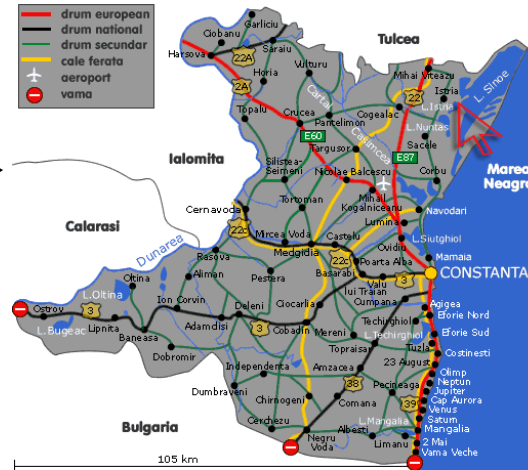 drum european
drum national
drum secundar
cale ferata
aeroport
vama
Garliciu
Ciobanu
Saraiu
Harsova
22A
Tulcea
Vulturu
Horia
2A
Mihai Viteazu
Istria
L. Sinoe
L.Istria
22
Topalu
Crucea
Cartal
Pantelimon
Cogealac
L.Nuntas
E60
Casimcea
Sacele
Targusor
E87
Ialomita
Silistea-
Seimeni
Nicolae Balcescu
Corbu
Marea
Neagra
Tortoman
Mihail
Kogalniceanu
Cernavoda
Lumina
Navodari
22c
Mircea Voda
Castelu
Ovidiu
L.Siutghiol
Calarasi
Medgidia
Dunarea
Rasova
22c
Poarta Alba
Mamaia
Basarabi
CONSTANTA
Oltina
Aliman
Pestera
Valu
lui Traian
3
L.Oltina
Ion Corvin
Cumpana
Ostrov
3
Deleni
Ciocarlia
Agigea
Eforie Nord
L.Bugeac
Lipnita
Adamdisi
3
Cobadin
Techirghiol
Baneasa
Mereni
L.Techirghiol
Eforie Sud
Dobromir
Topraisar
Tuzla
Costinesti
Independenta
Amzacea
23 August
Olimp
38
Pecineaga
Neptun
Dumbraveni
Jupiter
Chirnogeni
Comana
39
Cap Aurora
Venus
Cerchezu
L.Mangalia
Saturn
Bulgaria
Albesti
Mangalia
Negru
Voda
Limanu
2 Mai
Vama Veche
105 km